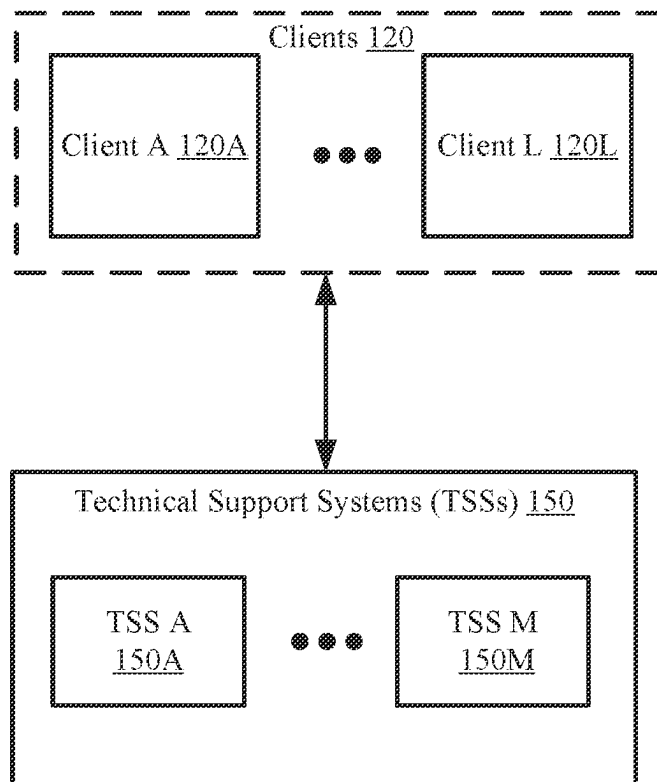 Clients 120
Client A 120A
Client L 120L
Technical Support Systems (TSSs) 150
TSS A
150A
TSS M
150M